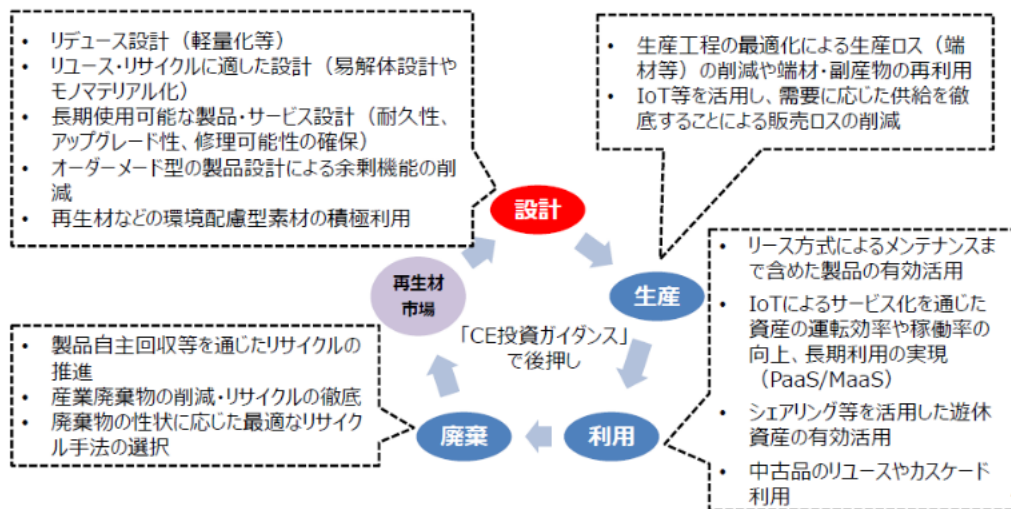 • リデュース設計（軽量化等）
• リユース・リサイクルに適した設計（易解体設計や
モノマテリアル化）
• 長期使用可能な製品・サービス設計（耐久性、
アップグレード性、修理可能性の確保）
• オーダーメード型の製品設計による余剰機能の削
減
• 再生材などの環境配慮型素材の積極利用
• 生産工程の最適化による生産ロス（端
材等）の削減や端材・副産物の再利用
• IoT等を活用し、需要に応じた供給を徹
底することによる販売ロスの削減
設計
生産
• リース方式によるメンテナンスま
で含めた製品の有効活用
• IoTによるサービス化を通じた
資産の運転効率や稼働率の
向上、長期利用の実現
（PaaS/MaaS）
• シェアリング等を活用した遊休
資産の有効活用
• 中古品のリユースやカスケード
利用
再生材
市場
「CE投資ガイダンス」
で後押し
• 製品自主回収等を通じたリサイクルの
推進
• 産業廃棄物の削減・リサイクルの徹底
• 廃棄物の性状に応じた最適なリサイク
ル手法の選択
廃棄
利用